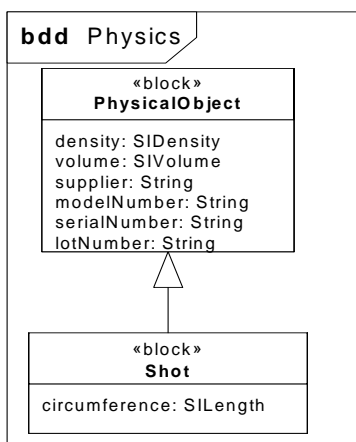 bdd Physics
«block»
PhysicalObject
density: SIDensity
volume: SIVolume
supplier: String
modelNumber: String
serialNumber: String
lotNumber: String
«block»
Shot
circumference: SILength